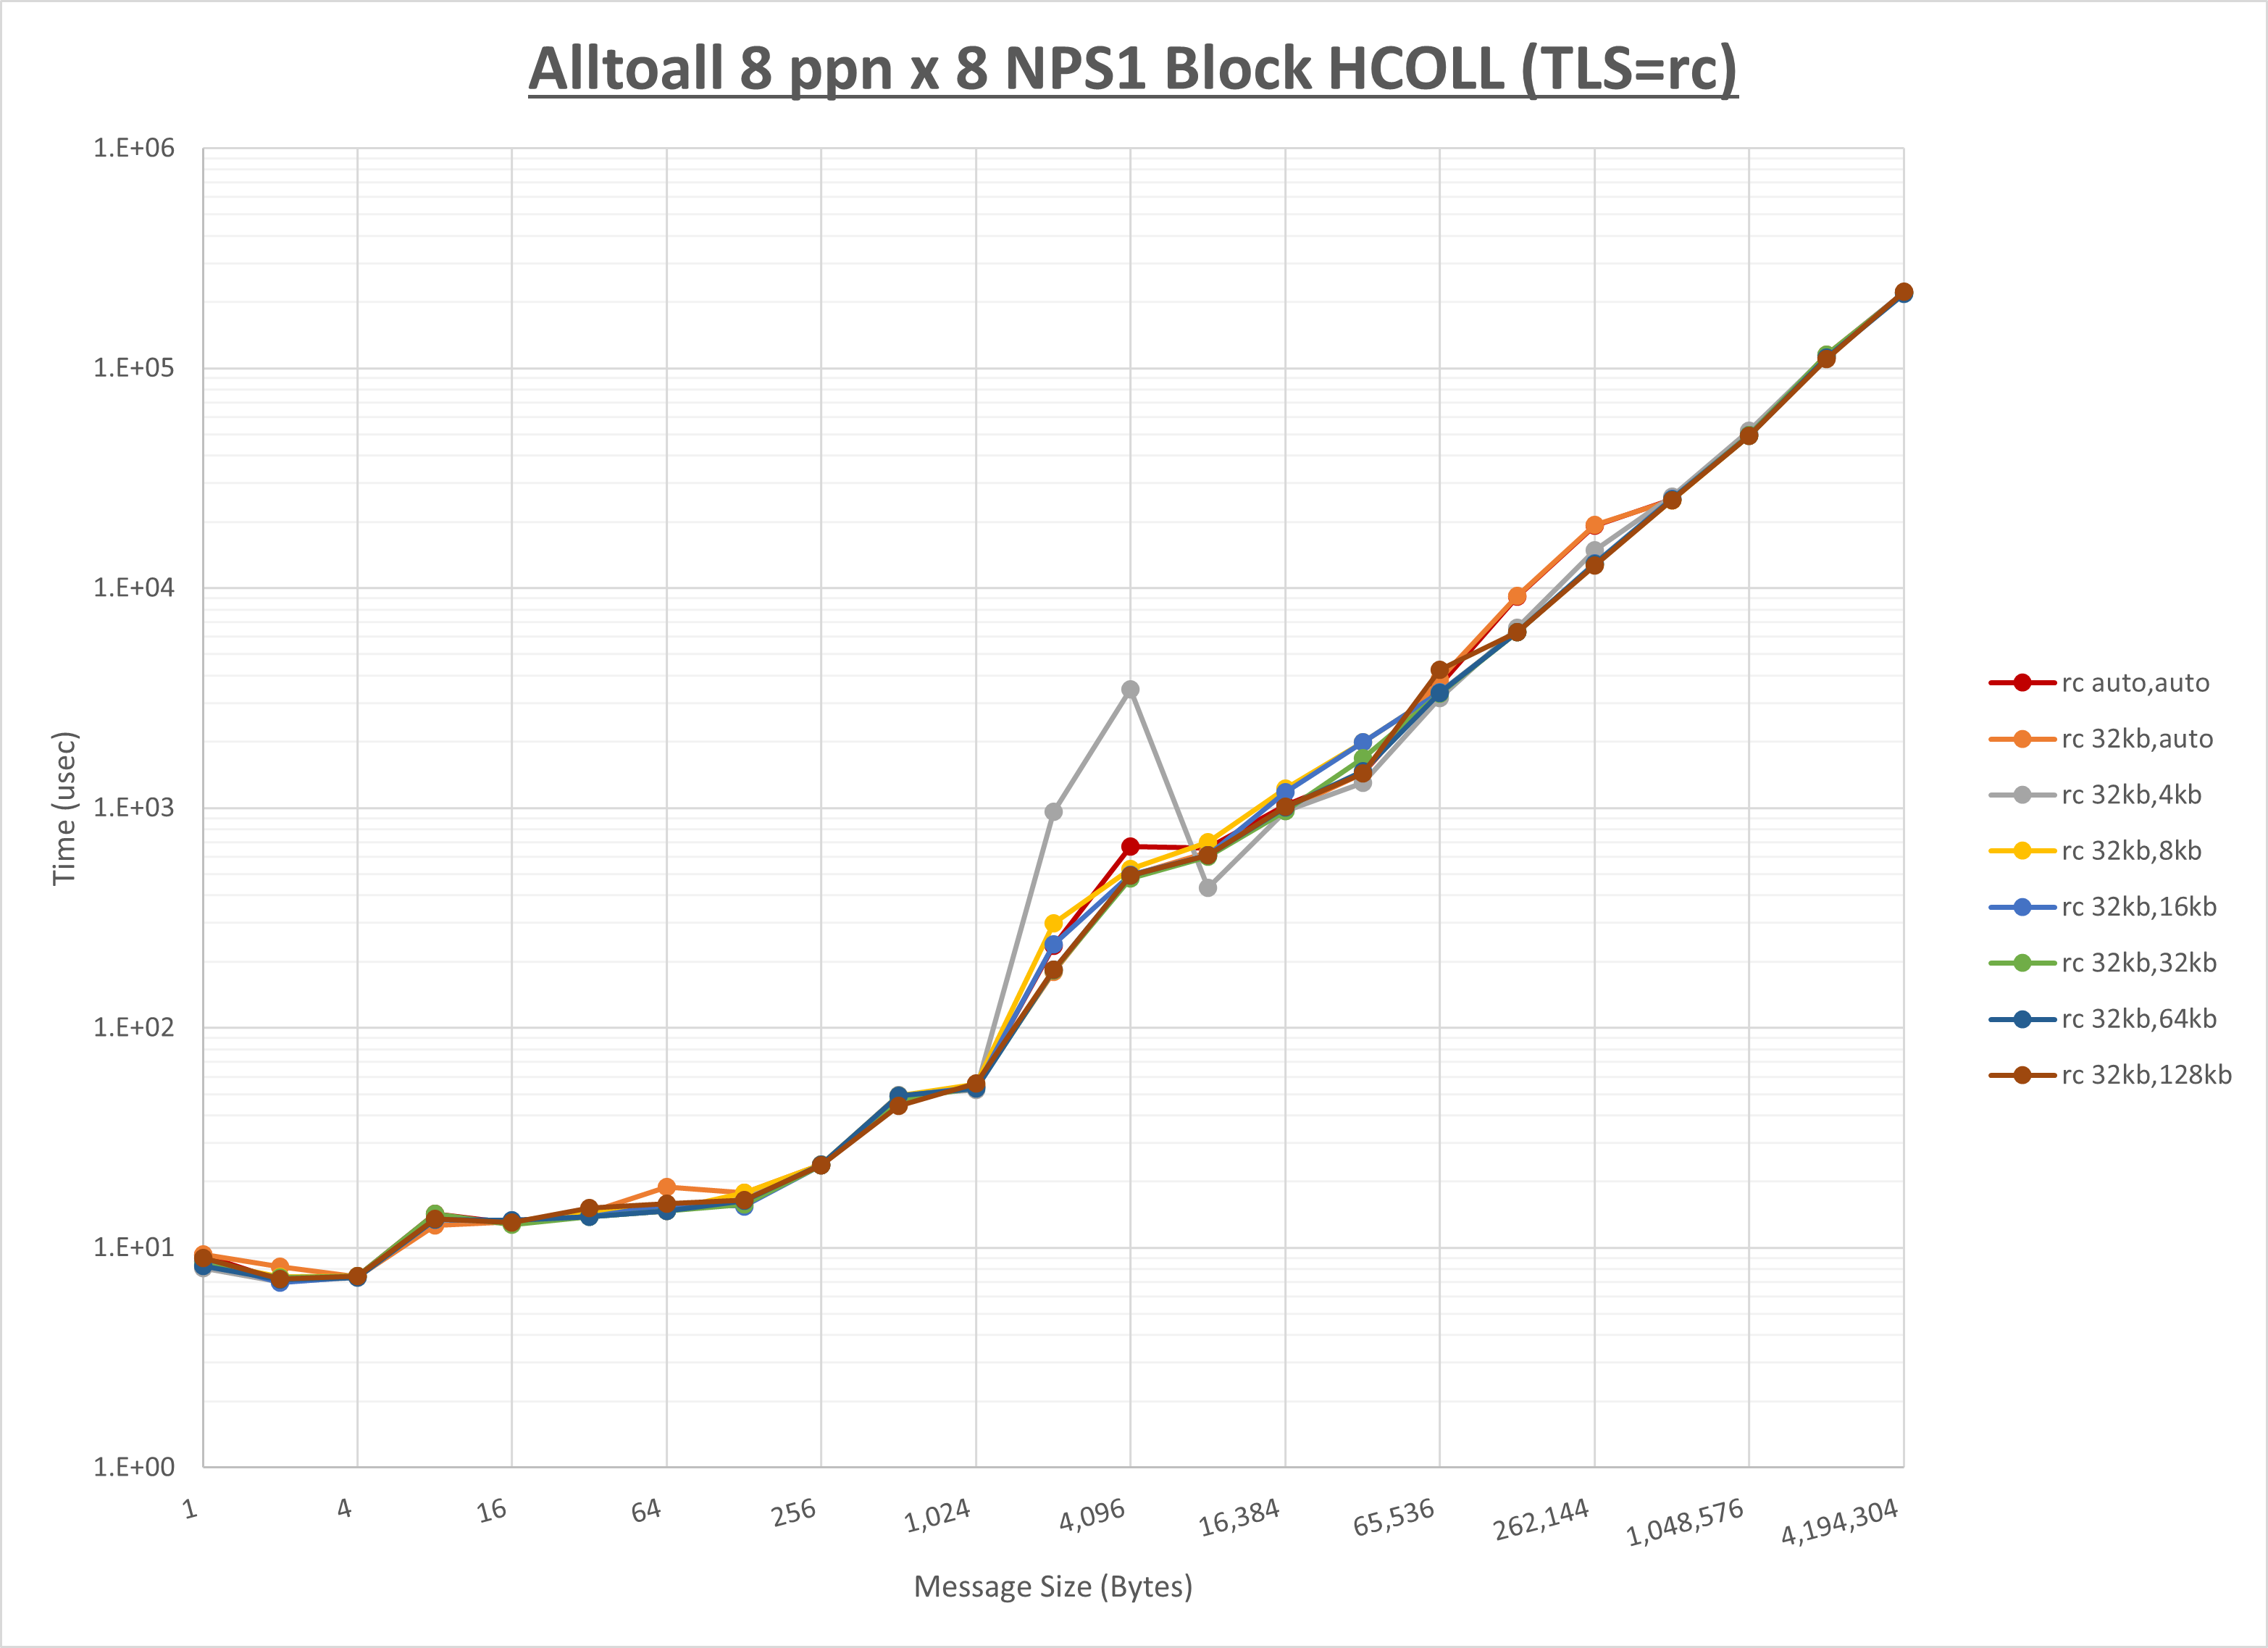 Alltoall 8 ppn x 8 NPS1 Block HCOLL (TLS=rc)
1.E+06
1.E+05
1.E+04
1.E+03
1.E+02
1.E+01
1.E+00
Time (usec)
1
4
16
64
256
1,024
4,096
16,384
65,536
262,144
1,048,576
4,194,304
Message Size (Bytes)
rc auto,auto
rc 32kb,auto
rc 32kb,4kb
rc 32kb,8kb
rc 32kb,16kb
rc 32kb,32kb
rc 32kb,64kb
rc 32kb,128kb